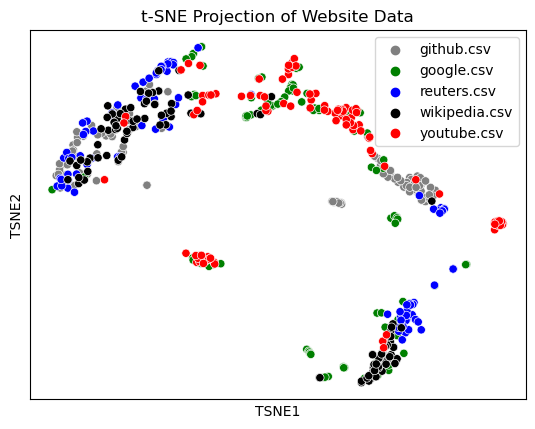 t-SNE Projection of Website Data
github.csv
google.csv
reuters.csv
wikipedia.csv
youtube.csv
TSNE2
TSNE1